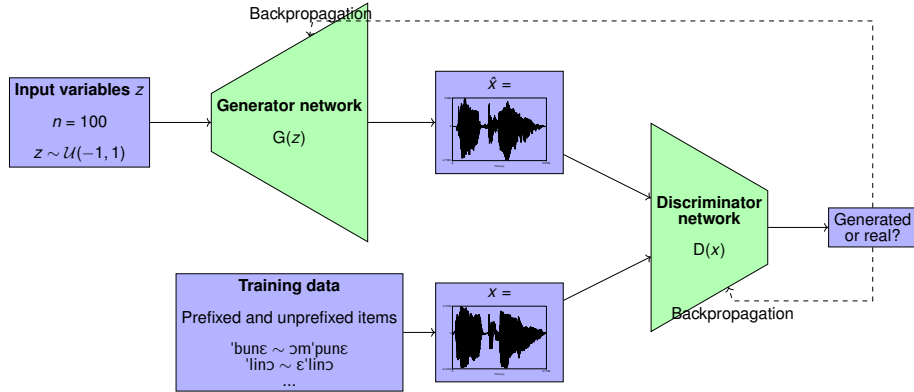 Backpropagation
Input variables z
n = 100
z ∼ 𝒰(−1, 1)
Generator network
G(z)
x̂ =
Discriminator
network
D(x)
Generated
or real?
Training data
Prefixed and unprefixed items
ˈbunɛ ∼ ɔmˈpunɛ
ˈlinɔ ∼ ɛˈlinɔ
...
x =
Backpropagation